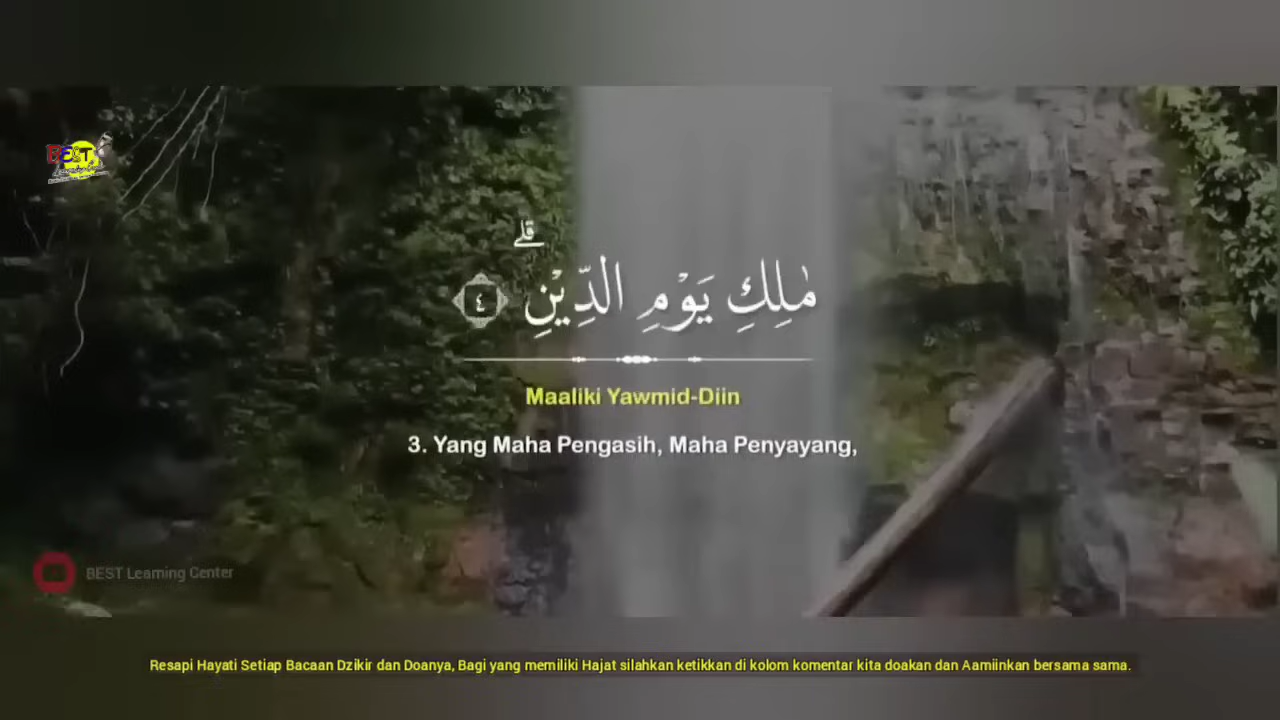 BEST
قلے
مٰلِكِ يَوْمِ الدِّيْنِ ٤
Maaliki Yawmid-Diin
3. Yang Maha Pengasih, Maha Penyayang,
BEST Learning Center
Resapi Hayati Setiap Bacaan Dzikir dan Doanya, Bagi yang memiliki Hajat silahkan ketikkan di kolom komentar kita doakan dan Aamiinkan bersama sama.